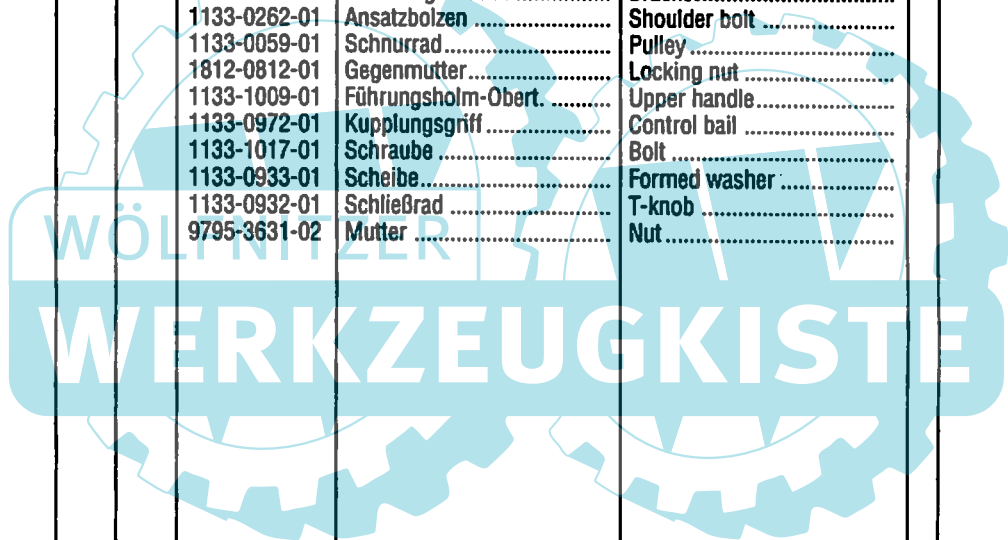 1133-0262-01 Ansatzbolzen .......................... Shoulder bolt ..........................
1133-0059-01 Schnurrad................................ Pulley........................................
1812-0812-01 Gegenmutter........................... Locking nut ..............................
1133-1009-01 Führungsholm-Obert. ........... Upper handle...........................
1133-0972-01 Kupplungsgriff........................ Control bail .............................
1133-1017-01 Schraube ................................. Bolt ...........................................
1133-0933-01 Scheibe.................................... Formed washer ......................
1133-0932-01 Schließrad ............................... T-knob .....................................
9795-3631-02 Mutter ..................................... Nut............................................
WÖLFNITZER
WERKZEUGKISTE